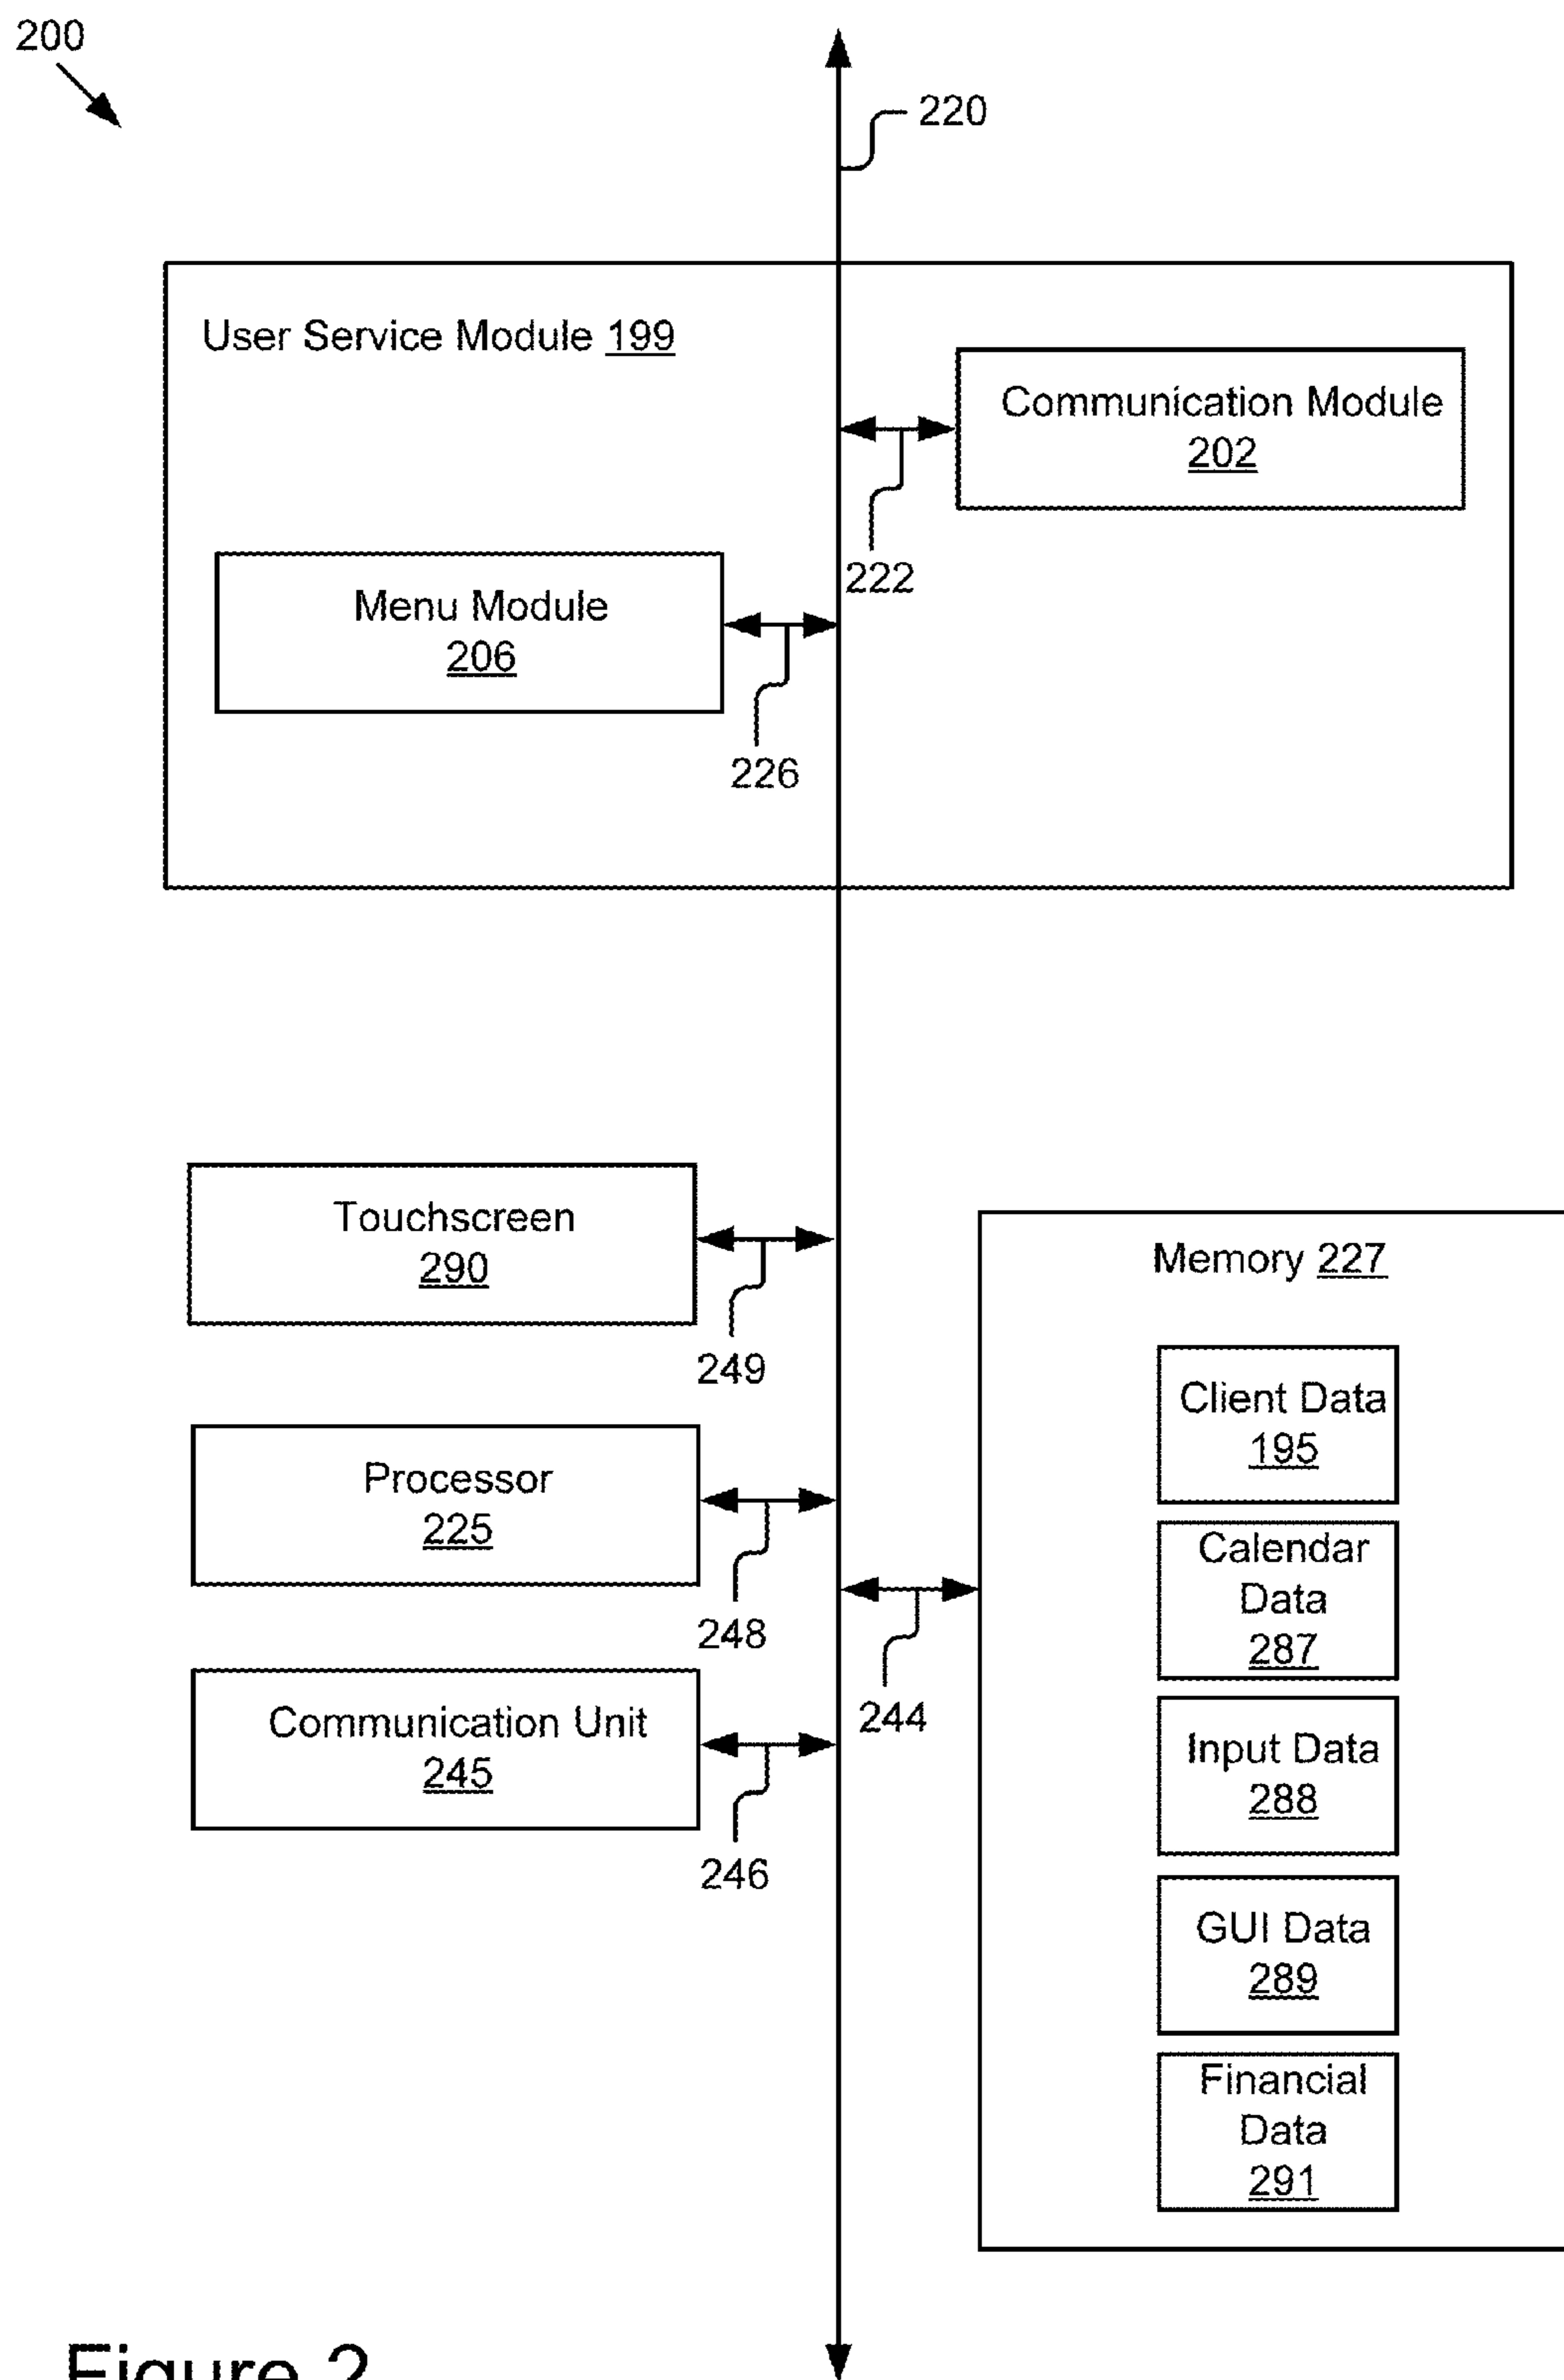 200
220
User Service Module 199
Communication Module
202
222
Menu Module
206
226
Touchscreen
290
249
Memory 227
Client Data
195
Processor
225
248
Calendar
Data
287
244
Communication Unit
245
246
Input Data
288
GUI Data
289
Financial
Data
291
Figure 2